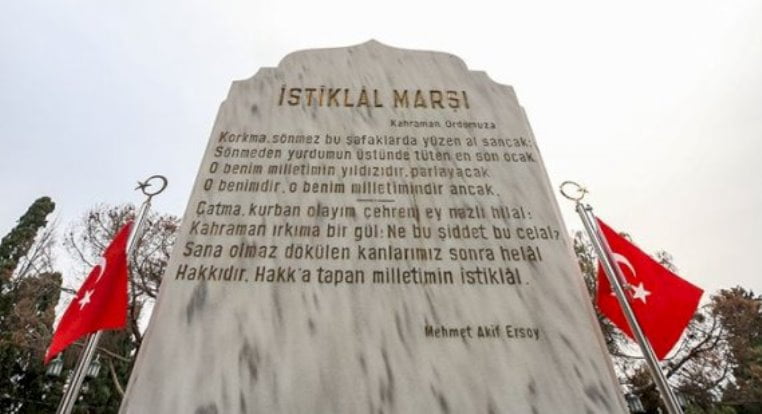 İSTİKLÂL MARŞI
Kahraman Ordumuza
Korkma, sönmez bu şafaklarda yüzen al sancak;
Sönmeden yurdumun üstünde tüten en son ocak.
O benim milletimin yıldızıdır, parlayacak
O benimdir, o benim milletimindir ancak.
Çatma, kurban olayım çehreni ey nazlı hilal;
Kahraman ırkıma bir gül; Ne bu şiddet bu celal?
Sana olmaz dökülen kanlarımız sonra helâl
Hakkıdır, Hakk'a tapan milletimin istiklâl.
Mehmet Akif Ersoy